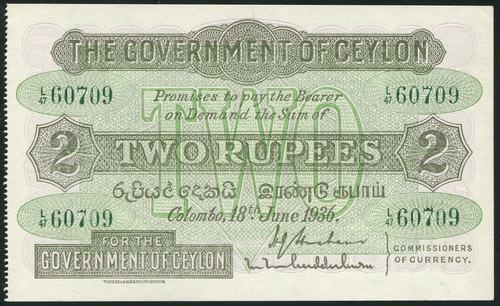 THE GOVERNMENT OF CEYLON
L/47 60709 L/47 60709
Promises to pay the Bearer
on Demand the Sum of
TWO
2 TWO RUPEES 2
රුපියල් දෙකයි இரண்டு ரூபாய்
L/47 60709 Colombo, 18th. June 1936. L/47 60709
FOR THE
GOVERNMENT OF CEYLON
COMMISSIONERS
OF CURRENCY.